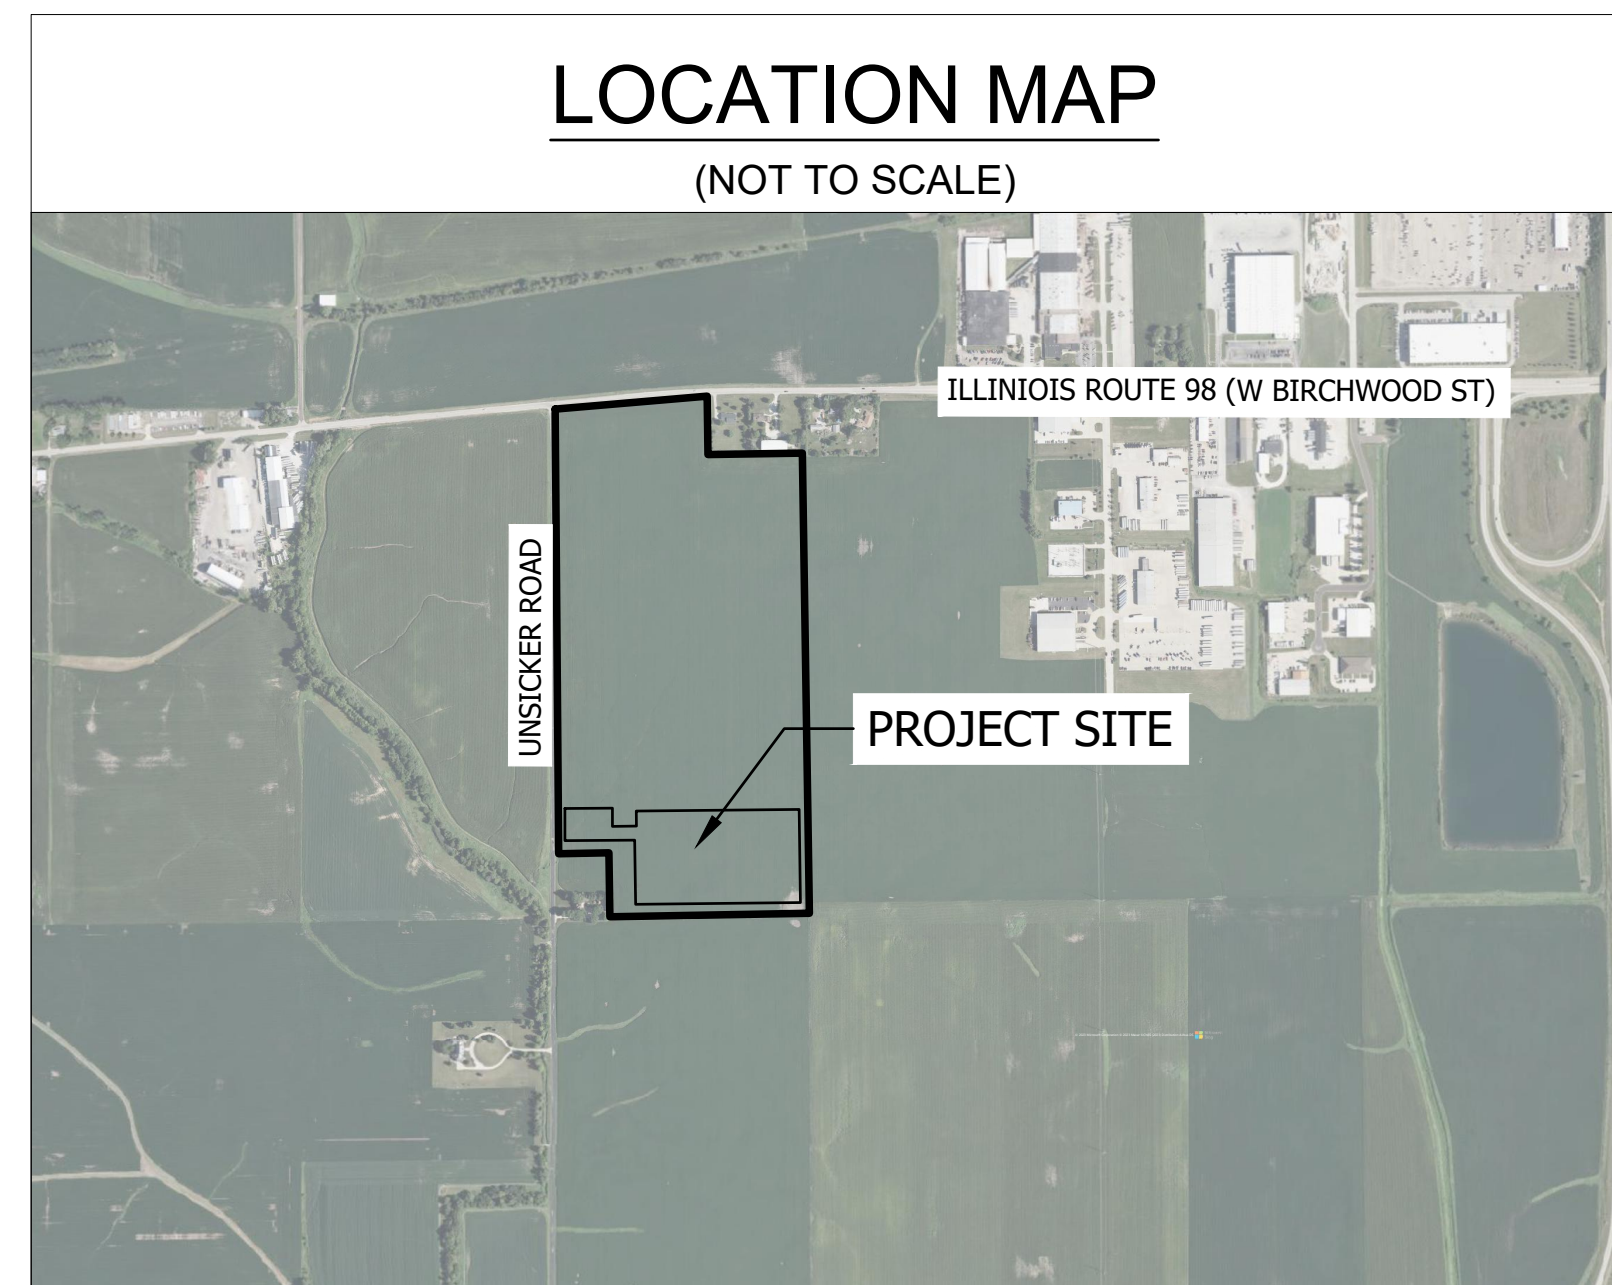 LOCATION MAP
(NOT TO SCALE)
ILLINIOIS ROUTE 98 (W BIRCHWOOD ST)
UNSICKER ROAD
PROJECT SITE